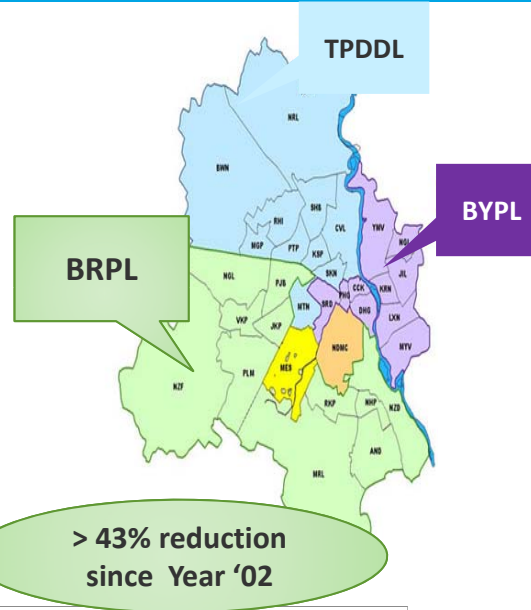 TPDDL
NRL
BWN
SHB
RHI
CVL
YMV
BYPL
MGP
PTP
KSP
NGL
BRPL
SKN
JIL
NGL
PJB
CCK
KRN
MTN
SRD
PHG
DHG
LXN
VKP
JKP
NDMC
MYV
MES
NZF
PLM
RKP
NHP
NZD
AND
MRL
> 43% reduction
since Year ‘02